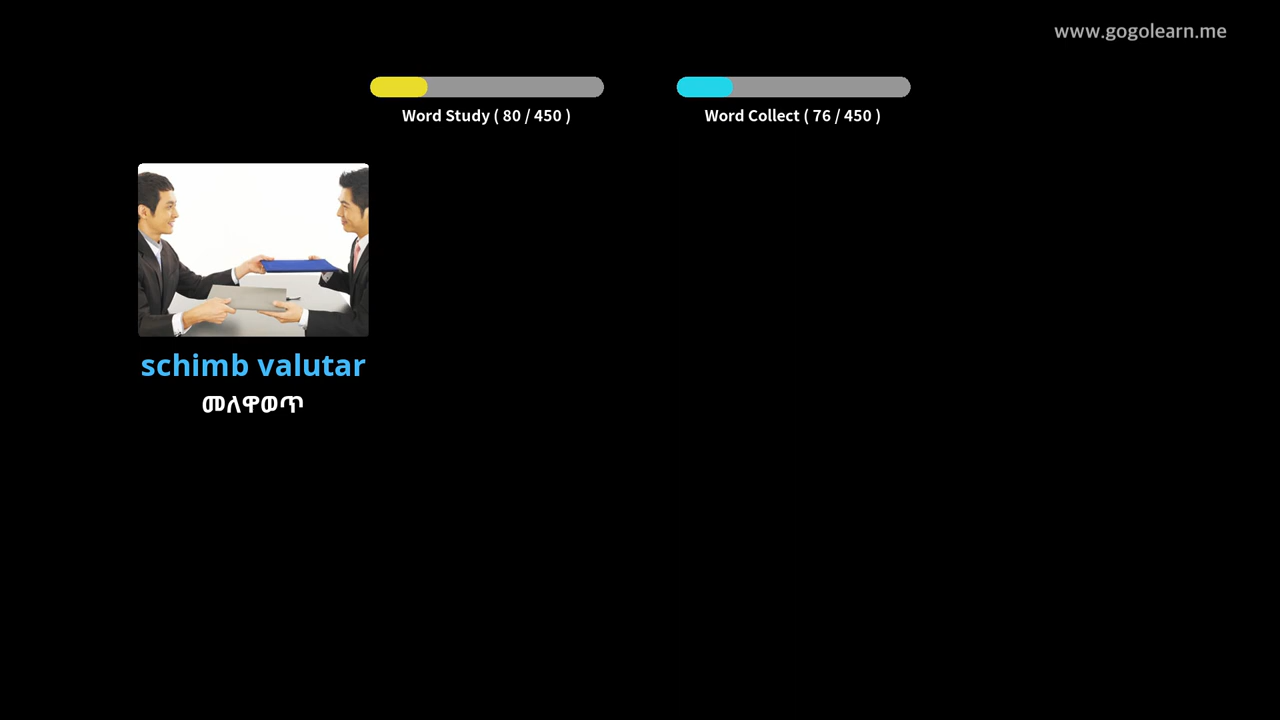 www.gogolearn.me
Word Study ( 80 / 450 )
Word Collect ( 76 / 450 )
schimb valutar
መለዋወጥ